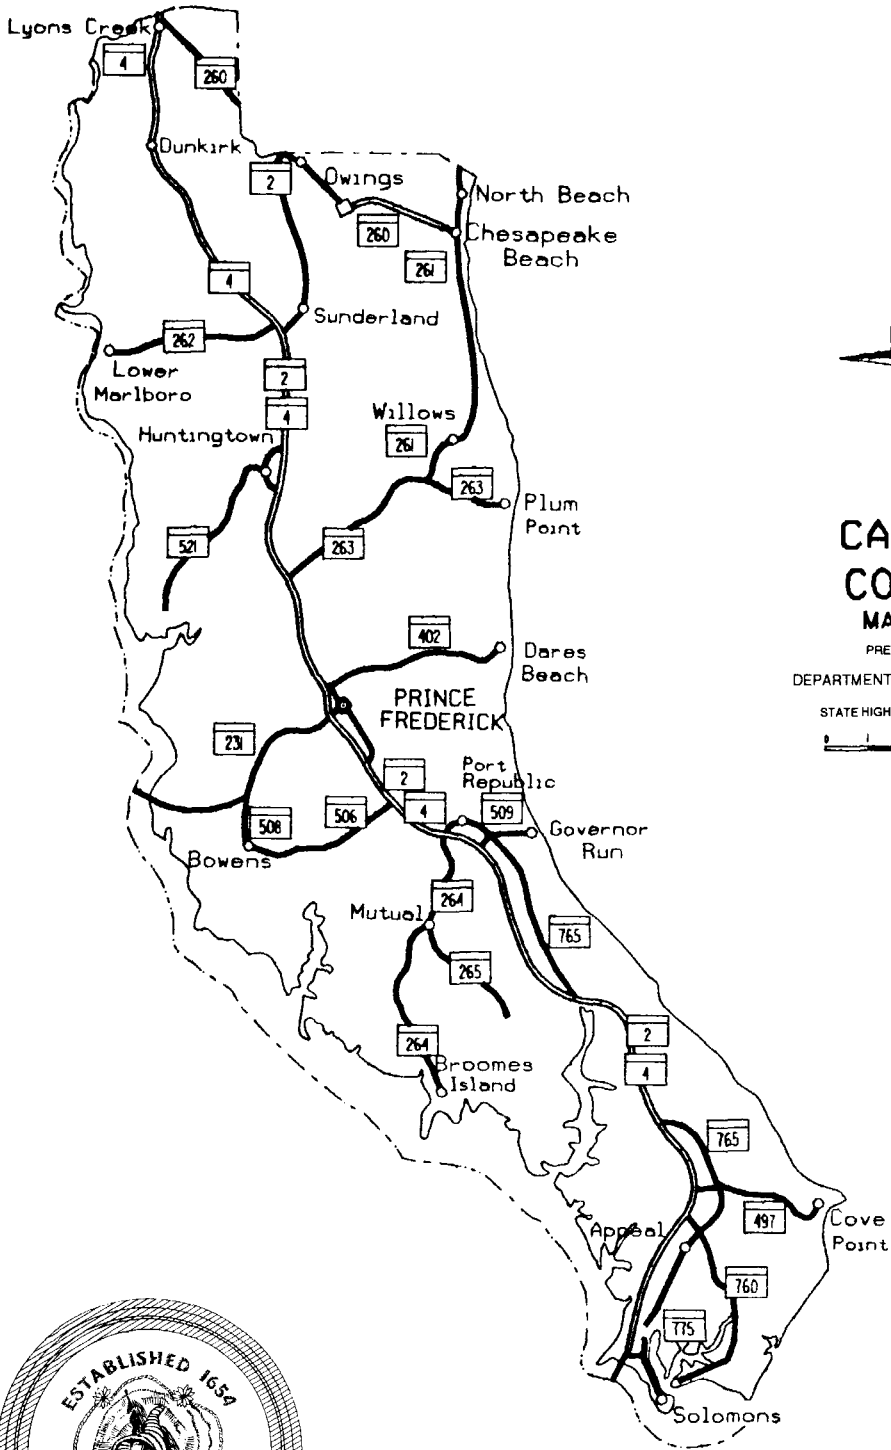 Lyons Creek
4
260
Dunkirk
2
Owings
North Beach
260
Chesapeake
Beach
261
4
Sunderland
262
Lower
Marlboro
2
4
Willows
Huntingtown
261
263
Plum
Point
521
263
402
Dares
Beach
PRINCE
FREDERICK
231
Port
Republic
2
4
509
508
506
Governor
Run
Bowens
264
Mutual
765
265
2
264
4
Broomes
Island
765
497
Cove
Point
Appeal
760
775
Solomons
CA
CO
MA
PRE
DEPARTMENT
STATE HIGH
0
ESTABLISHED 1654